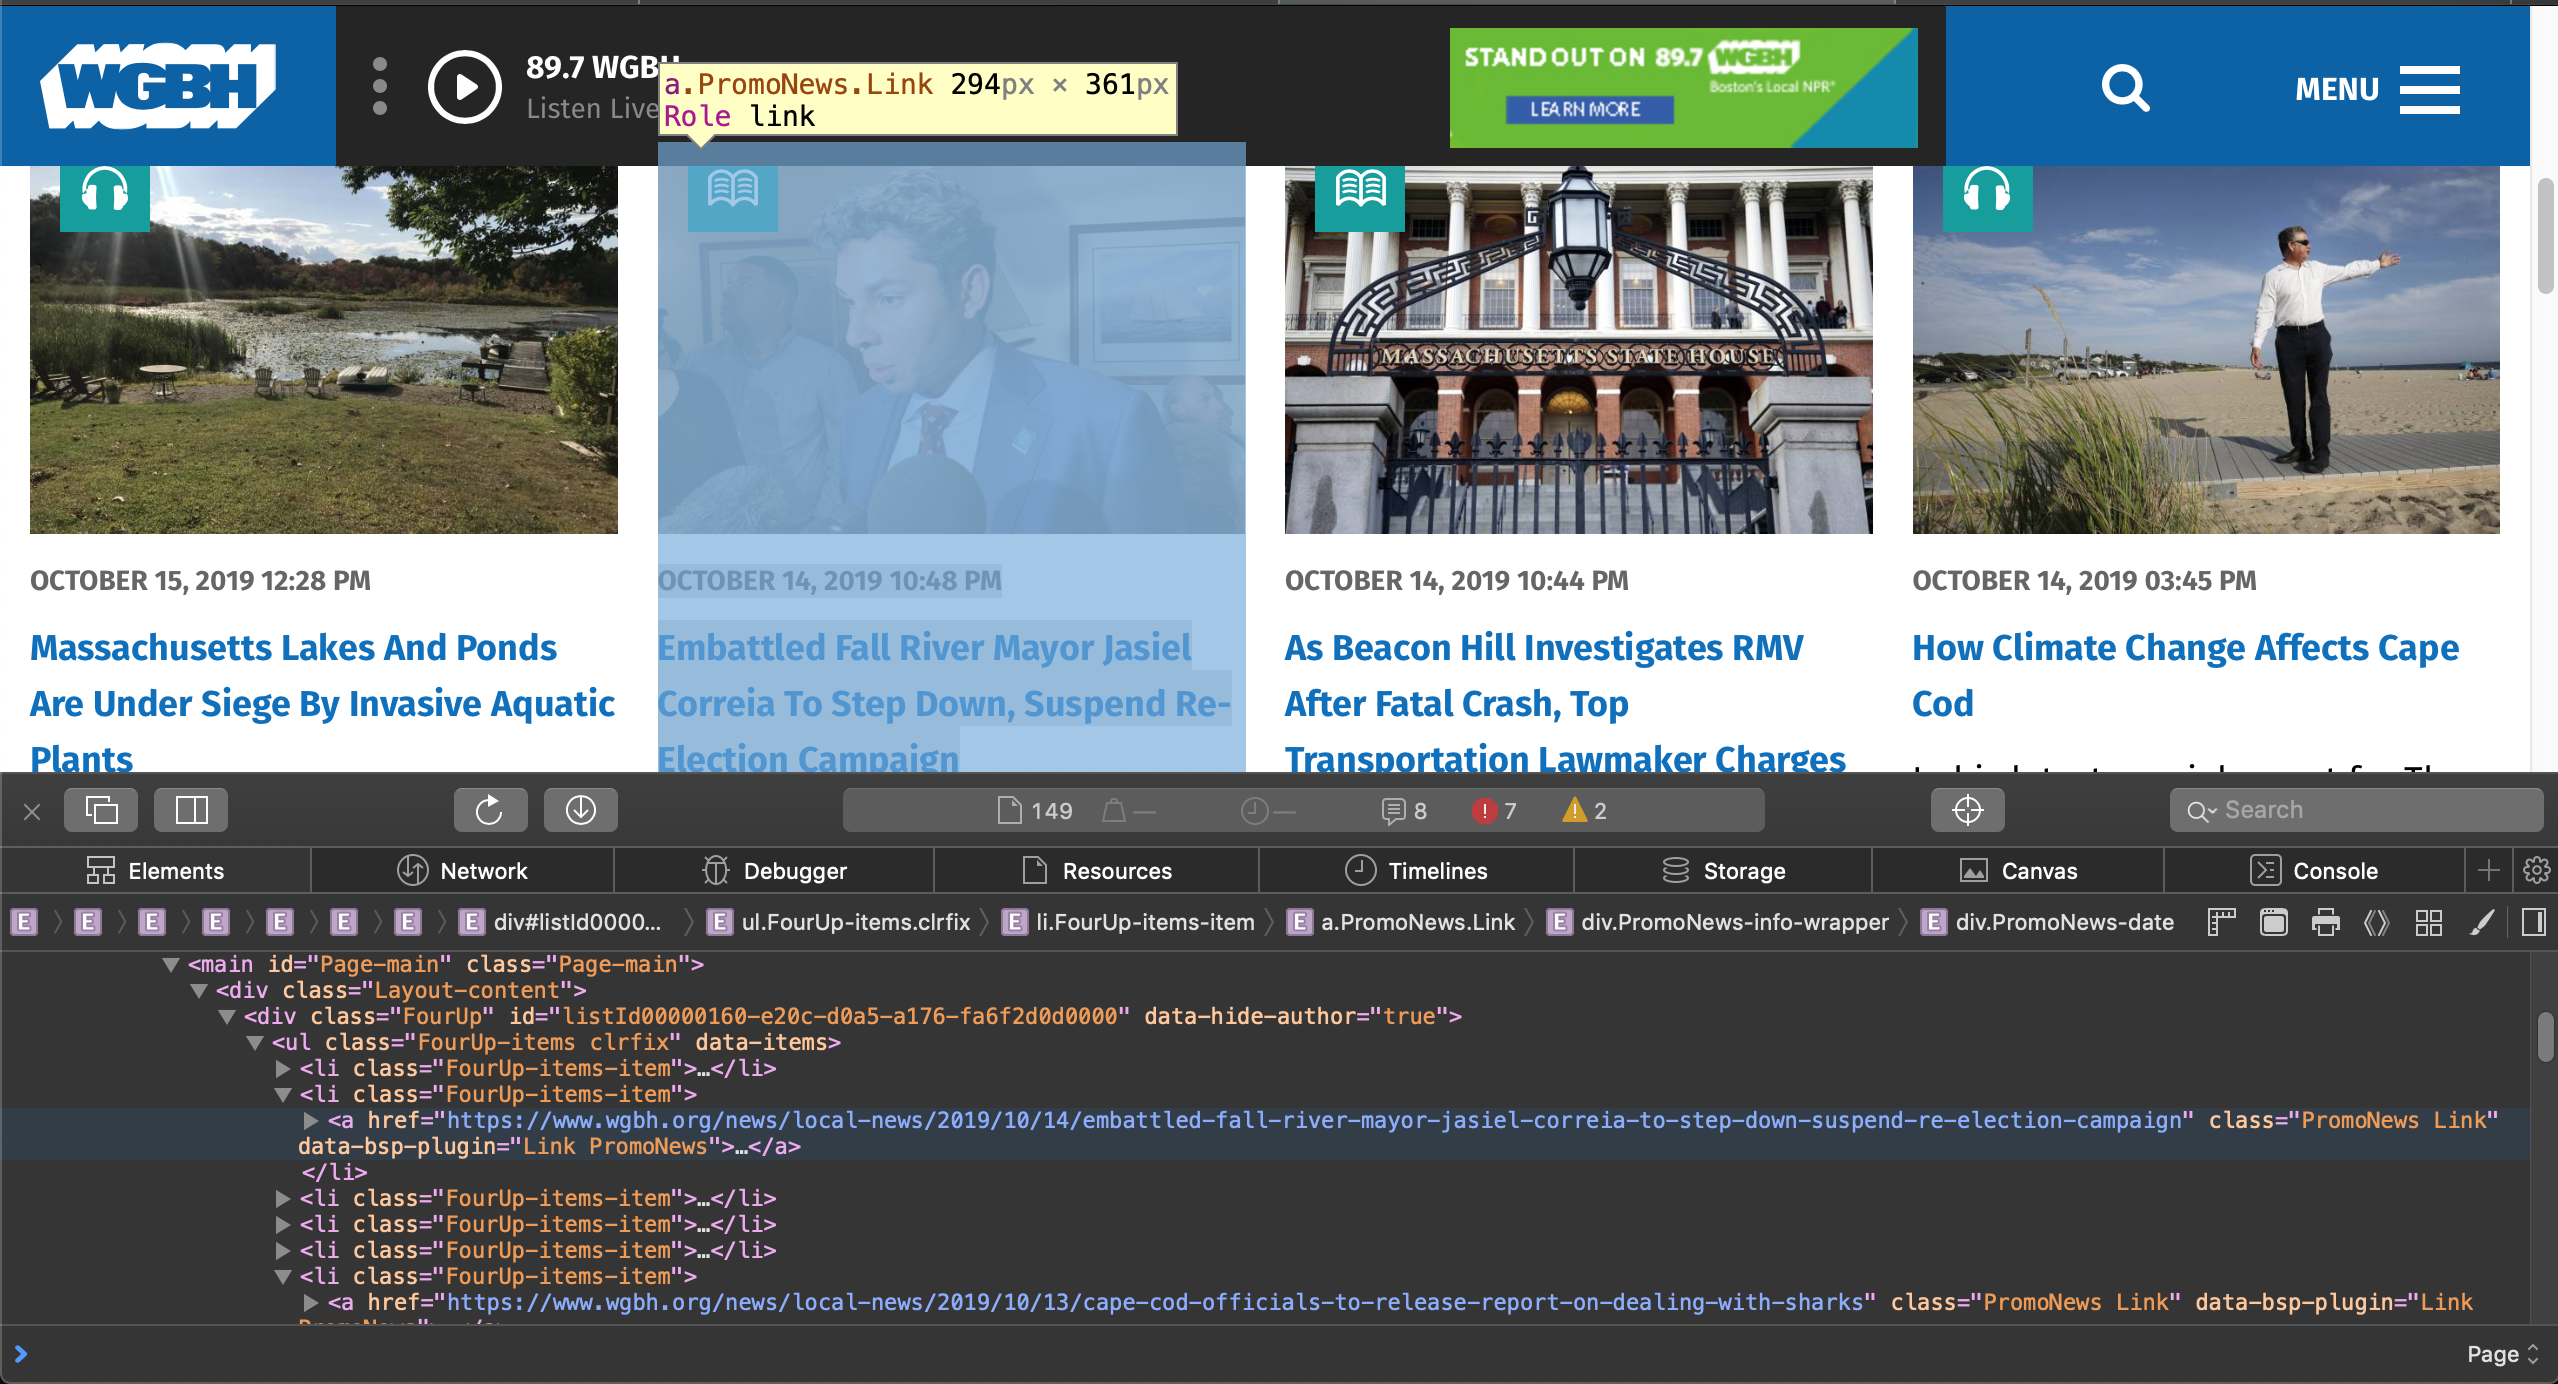 WGBH
89.7 WGBH
Listen Live
a.PromoNews.Link 294px × 361px
Role link
STAND OUT ON 89.7 WGBH
Boston's Local NPR®
LEARN MORE
MENU
MASSACHUSETTS STATE HOUSE
OCTOBER 15, 2019 12:28 PM
Massachusetts Lakes And Ponds
Are Under Siege By Invasive Aquatic
Plants
OCTOBER 14, 2019 10:48 PM
Embattled Fall River Mayor Jasiel
Correia To Step Down, Suspend Re-
Election Campaign
OCTOBER 14, 2019 10:44 PM
As Beacon Hill Investigates RMV
After Fatal Crash, Top
Transportation Lawmaker Charges
OCTOBER 14, 2019 03:45 PM
How Climate Change Affects Cape
Cod
149 — — 8 7 2
Search
Elements Network Debugger Resources Timelines Storage Canvas Console
E E E E E E E E div#listId0000... E ul.FourUp-items.clrfix E li.FourUp-items-item E a.PromoNews.Link E div.PromoNews-info-wrapper E div.PromoNews-date
<main id="Page-main" class="Page-main">
<div class="Layout-content">
<div class="FourUp" id="listId00000160-e20c-d0a5-a176-fa6f2d0d0000" data-hide-author="true">
<ul class="FourUp-items clrfix" data-items>
<li class="FourUp-items-item">…</li>
<li class="FourUp-items-item">
<a href="https://www.wgbh.org/news/local-news/2019/10/14/embattled-fall-river-mayor-jasiel-correia-to-step-down-suspend-re-election-campaign" class="PromoNews Link"
data-bsp-plugin="Link PromoNews">…</a>
</li>
<li class="FourUp-items-item">…</li>
<li class="FourUp-items-item">…</li>
<li class="FourUp-items-item">…</li>
<li class="FourUp-items-item">
<a href="https://www.wgbh.org/news/local-news/2019/10/13/cape-cod-officials-to-release-report-on-dealing-with-sharks" class="PromoNews Link" data-bsp-plugin="Link
Page